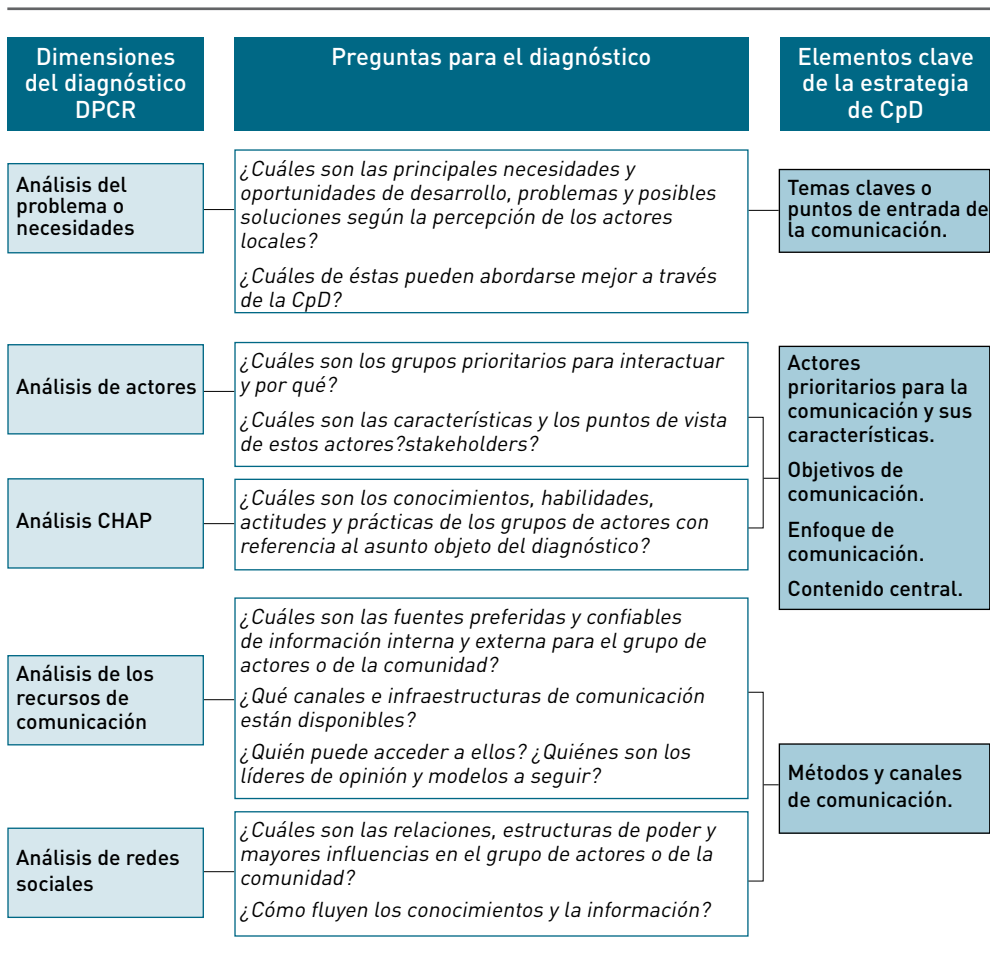 Dimensiones
del diagnóstico
DPCR
Preguntas para el diagnóstico
Elementos clave
de la estrategia
de CpD
Análisis del
problema o
necesidades
¿Cuáles son las principales necesidades y
oportunidades de desarrollo, problemas y posibles
soluciones según la percepción de los actores
locales?
¿Cuáles de éstas pueden abordarse mejor a través
de la CpD?
Temas claves o
puntos de entrada de
la comunicación.
Análisis de actores
¿Cuáles son los grupos prioritarios para interactuar
y por qué?
¿Cuáles son las características y los puntos de vista
de estos actores?stakeholders?
Análisis CHAP
¿Cuáles son los conocimientos, habilidades,
actitudes y prácticas de los grupos de actores con
referencia al asunto objeto del diagnóstico?
Actores
prioritarios para la
comunicación y sus
características.
Objetivos de
comunicación.
Enfoque de
comunicación.
Contenido central.
Análisis de los
recursos de
comunicación
¿Cuáles son las fuentes preferidas y confiables
de información interna y externa para el grupo de
actores o de la comunidad?
¿Qué canales e infraestructuras de comunicación
están disponibles?
¿Quién puede acceder a ellos? ¿Quiénes son los
líderes de opinión y modelos a seguir?
Análisis de redes
sociales
¿Cuáles son las relaciones, estructuras de poder y
mayores influencias en el grupo de actores o de la
comunidad?
¿Cómo fluyen los conocimientos y la información?
Métodos y canales
de comunicación.